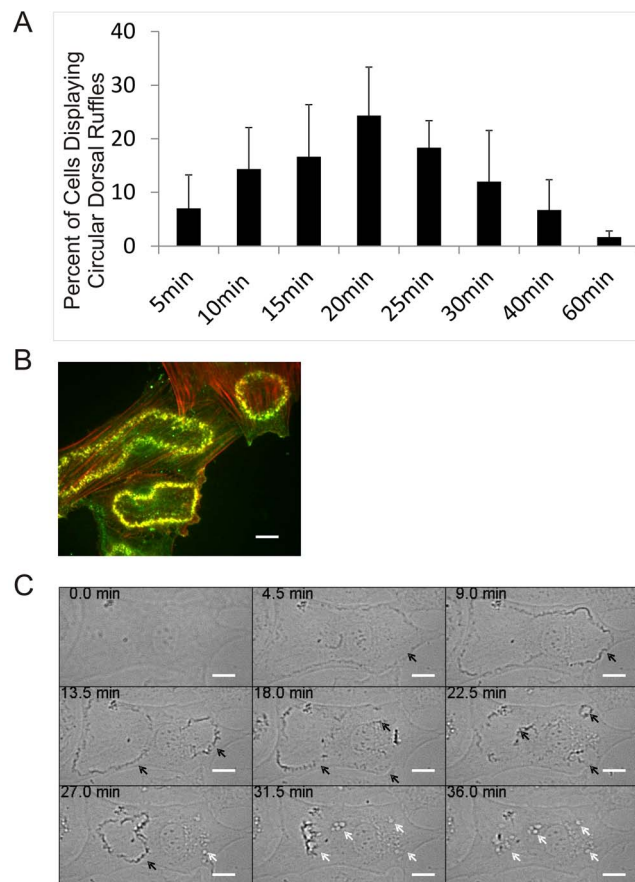 A
Percent of Cells Displaying
Circular Dorsal Ruffles
40
30
20
10
0
5min
10min
15min
20min
25min
30min
40min
60min
B
C
0.0 min
4.5 min
9.0 min
13.5 min
18.0 min
22.5 min
27.0 min
31.5 min
36.0 min